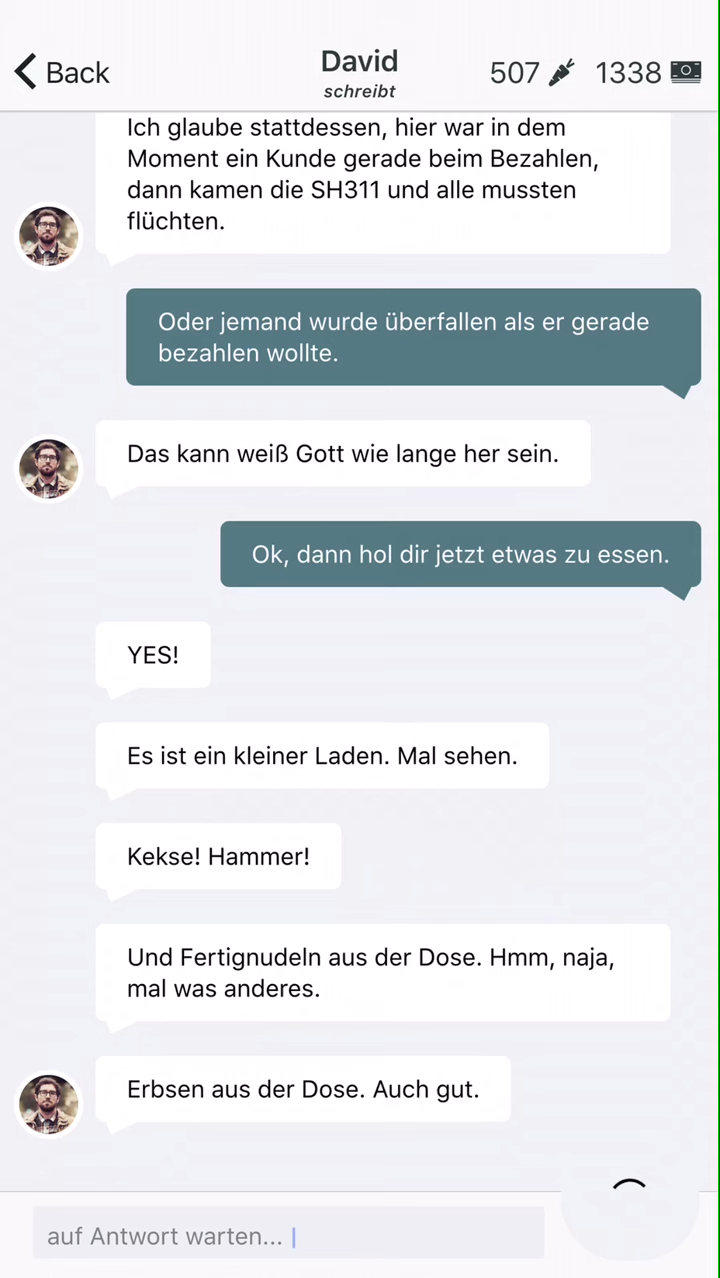 Back
David
schreibt
507
1338
Ich glaube stattdessen, hier war in dem
Moment ein Kunde gerade beim Bezahlen,
dann kamen die SH311 und alle mussten
flüchten.
Oder jemand wurde überfallen als er gerade
bezahlen wollte.
Das kann weiß Gott wie lange her sein.
Ok, dann hol dir jetzt etwas zu essen.
YES!
Es ist ein kleiner Laden. Mal sehen.
Kekse! Hammer!
Und Fertignudeln aus der Dose. Hmm, naja,
mal was anderes.
Erbsen aus der Dose. Auch gut.
auf Antwort warten... |